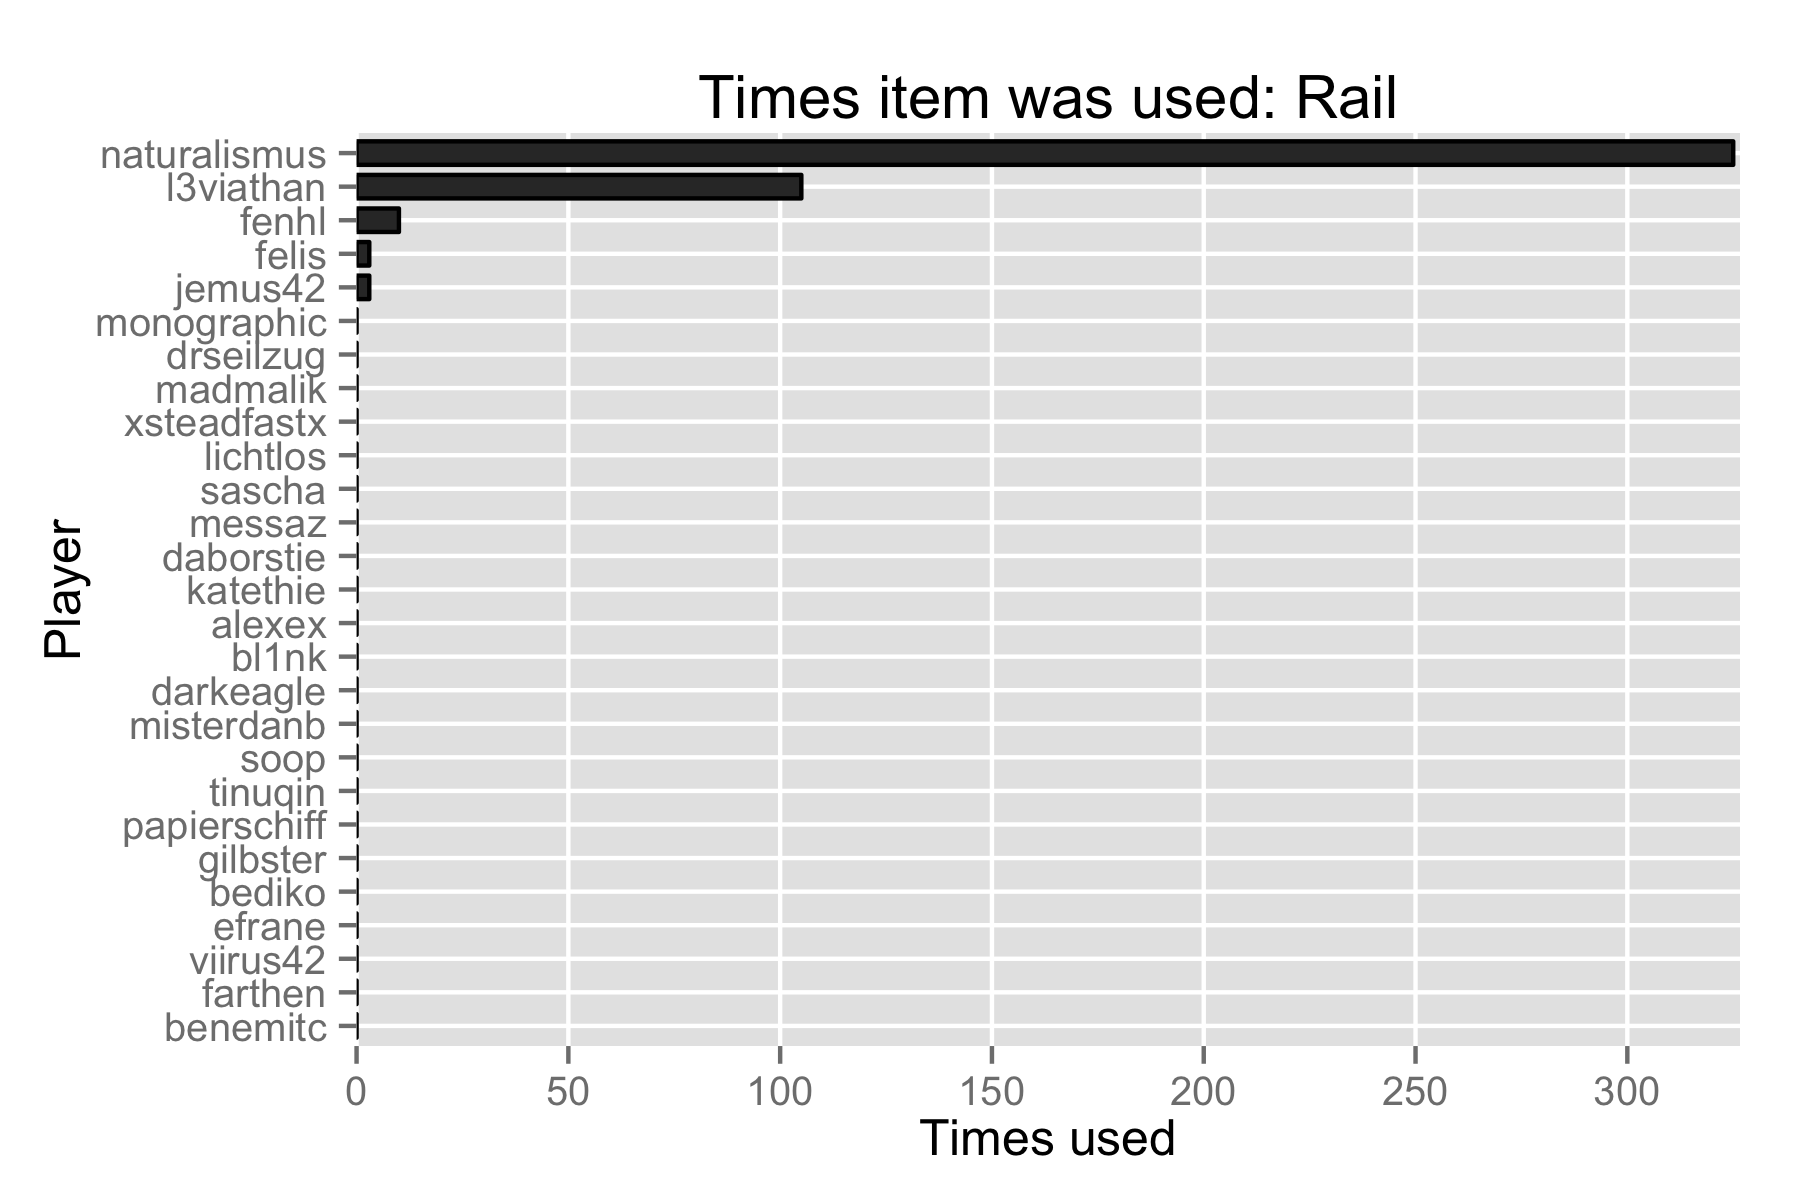 Times item was used: Rail
naturalismus
l3viathan
fenhl
felis
jemus42
monographic
drseilzug
madmalik
xsteadfastx
lichtlos
sascha
messaz
daborstie
katethie
alexex
bl1nk
darkeagle
misterdanb
soop
tinuqin
papierschiff
gilbster
bediko
efrane
viirus42
farthen
benemitc
Player
0 50 100 150 200 250 300
Times used